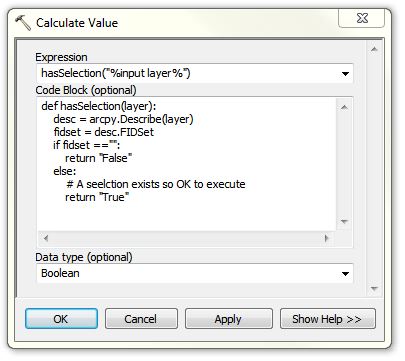 Calculate Value
Expression
hasSelection("%input layer%")
Code Block (optional)
def hasSelection(layer):
    desc = arcpy.Describe(layer)
    fidset = desc.FIDSet
    if fidset =="":
        return "False"
    else:
        # A seelction exists so OK to execute
        return "True"
Data type (optional)
Boolean
OK Cancel Apply Show Help >>